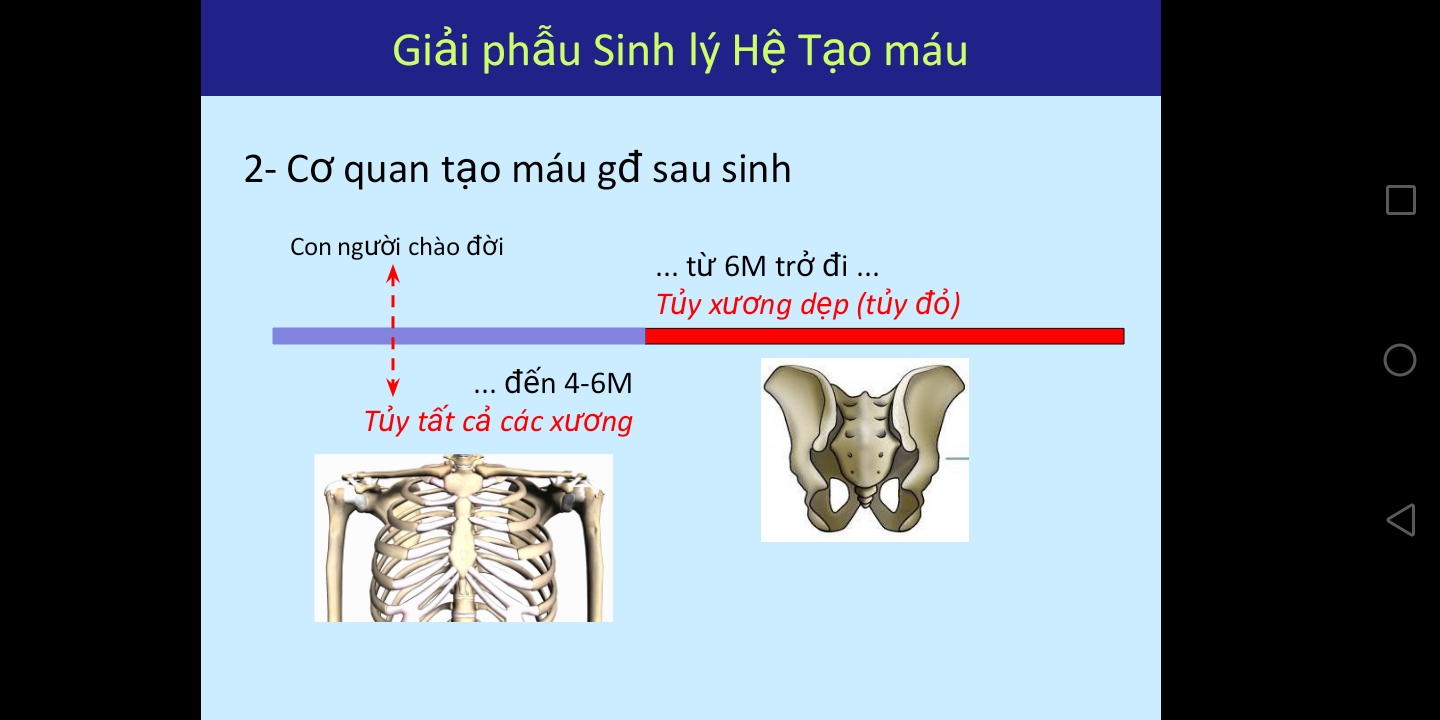 Giải phẫu Sinh lý Hệ Tạo máu
2- Cơ quan tạo máu gđ sau sinh
Con người chào đời
... từ 6M trở đi ...
Tủy xương dẹp (tủy đỏ)
... đến 4-6M
Tủy tất cả các xương